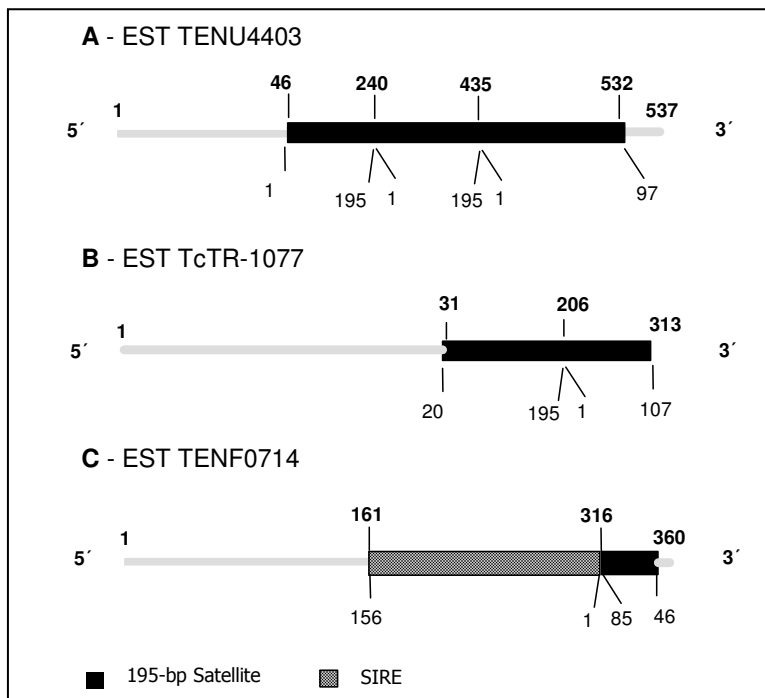 A - EST TENU4403
46 240 435 532
1 537
5´ 3´
1 195 1 195 1 97
B - EST TcTR-1077
31 206 313
1
5´ 3´
20 195 1 107
C - EST TENF0714
161 316 360
1
5´ 3´
156 1 85 46
195-bp Satellite SIRE